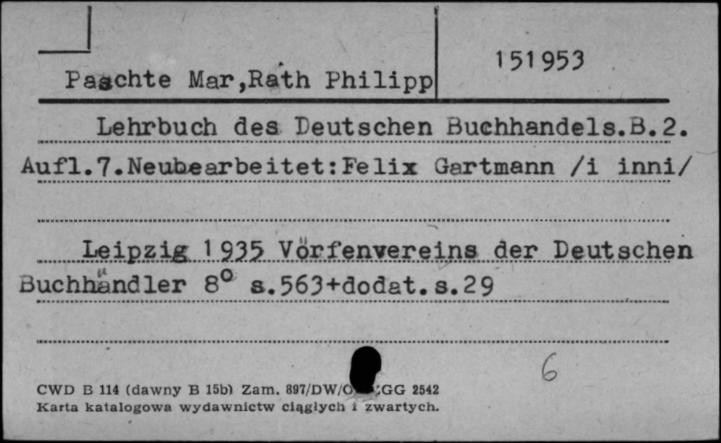 151953
Paschte Mar,Rath Philipp
Lehrbuch des Deutschen Buchhandels.B.2.
Aufl.7.Neubearbeitet:Felix Gartmann /i inni/
Leipzig 1935 Vörfenvereins der Deutschen
Buchhändler 8° s.563+dodat.s.29
6
CWD B 114 (dawny B 15b) Zam. 897/DW/O GG 2542
Karta katalogowa wydawnictw ciągłych i zwartych.